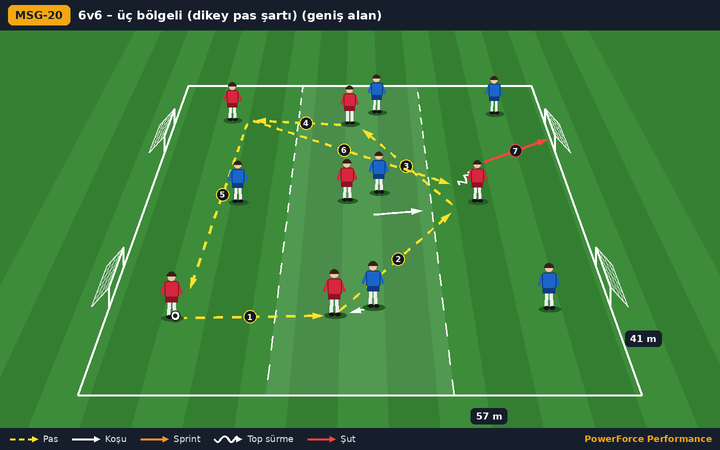 MSG-20 6v6 – üç bölgeli (dikey pas şartı) (geniş alan)
4
6
7
3
5
2
1
41 m
57 m
Pas Koşu Sprint Top sürme Şut PowerForce Performance